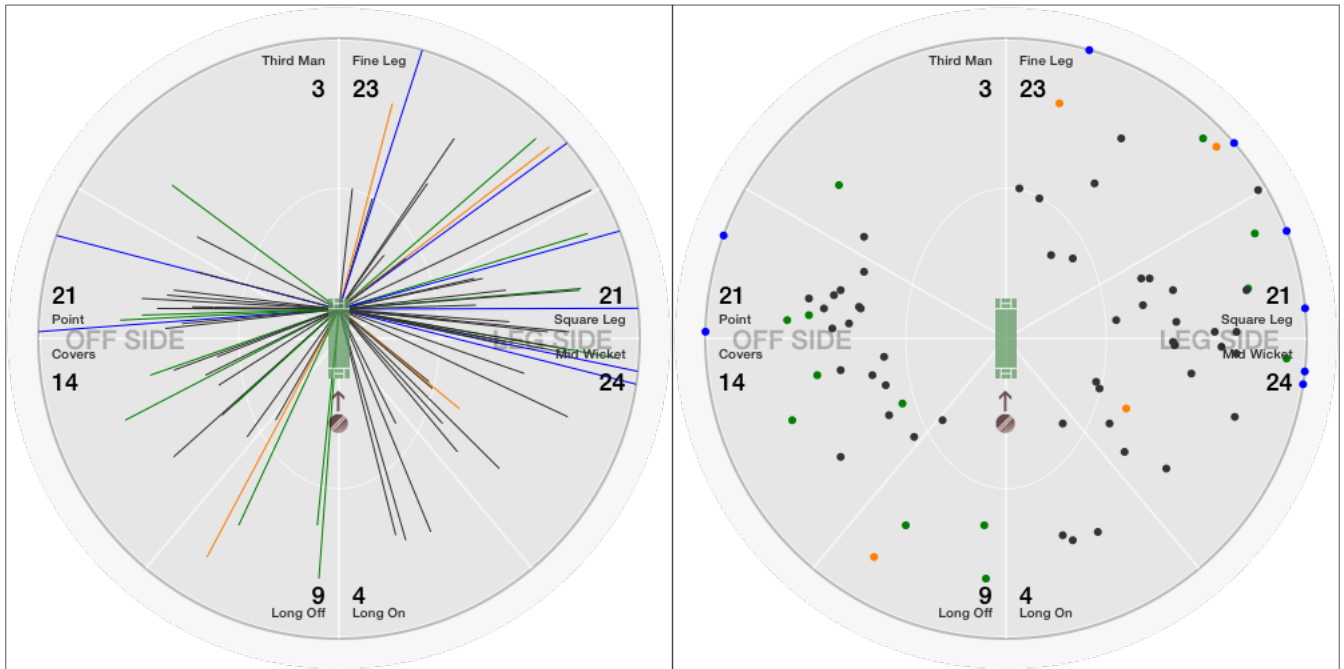 Third Man Fine Leg
3 23
21 21
Point Square Leg
OFF SIDE LEG SIDE
Covers Mid Wicket
14 24
9 4
Long Off Long On
Third Man Fine Leg
3 23
21 21
Point Square Leg
OFF SIDE LEG SIDE
Covers Mid Wicket
14 24
9 4
Long Off Long On